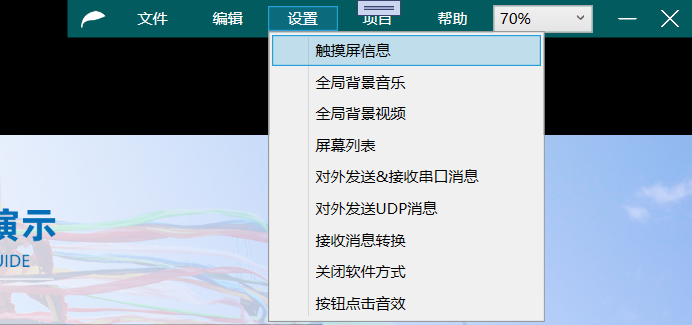 文件 编辑 设置 项目 帮助 70%
触摸屏信息
全局背景音乐
全局背景视频
屏幕列表
对外发送&接收串口消息
对外发送UDP消息
接收消息转换
关闭软件方式
按钮点击音效
演示
UIDE